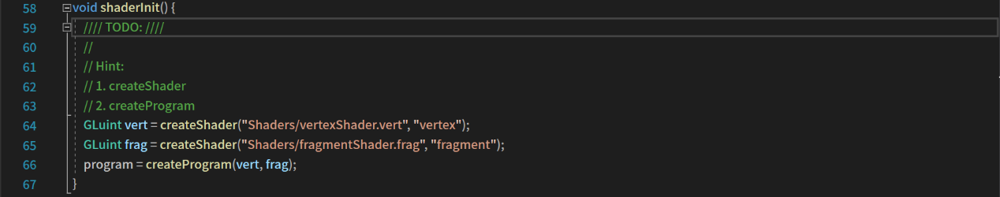 58 void shaderInit() {
59 //// TODO: ////
60 //
61 // Hint:
62 // 1. createShader
63 // 2. createProgram
64 GLuint vert = createShader("Shaders/vertexShader.vert", "vertex");
65 GLuint frag = createShader("Shaders/fragmentShader.frag", "fragment");
66 program = createProgram(vert, frag);
67 }